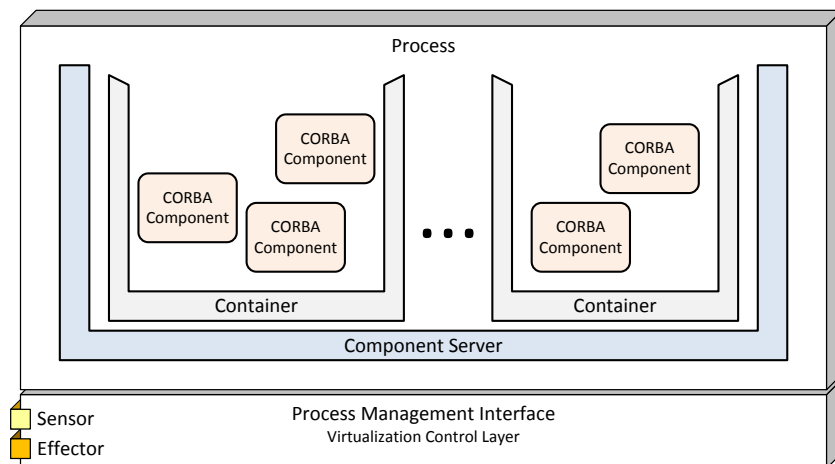 Process
CORBA
Component
CORBA
Component
CORBA
Component
CORBA
Component
CORBA
Component
Container
Container
Component Server
Process Management Interface
Virtualization Control Layer
Sensor
Effector